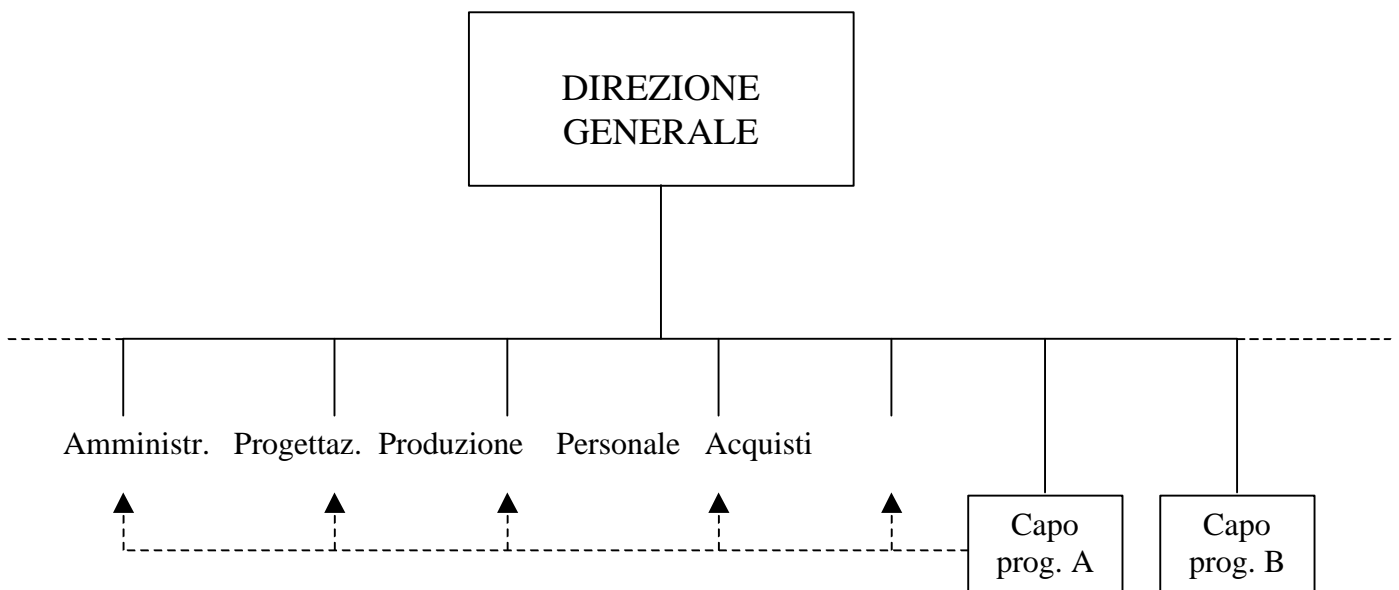 DIREZIONE
GENERALE
Amministr. Progettaz. Produzione Personale Acquisti
Capo
prog. A
Capo
prog. B